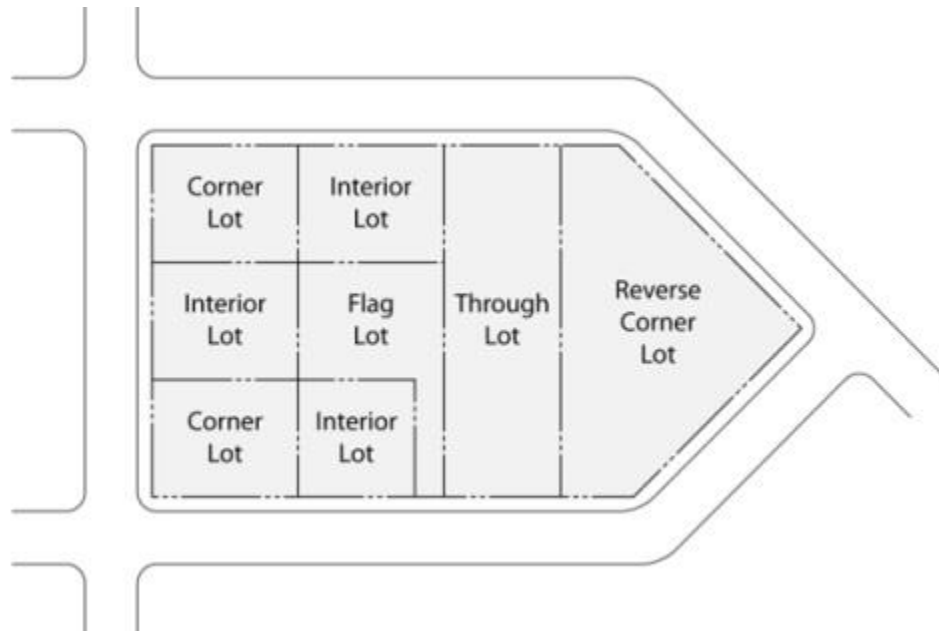 Corner
Lot
Interior
Lot
Interior
Lot
Flag
Lot
Through
Lot
Reverse
Corner
Lot
Corner
Lot
Interior
Lot